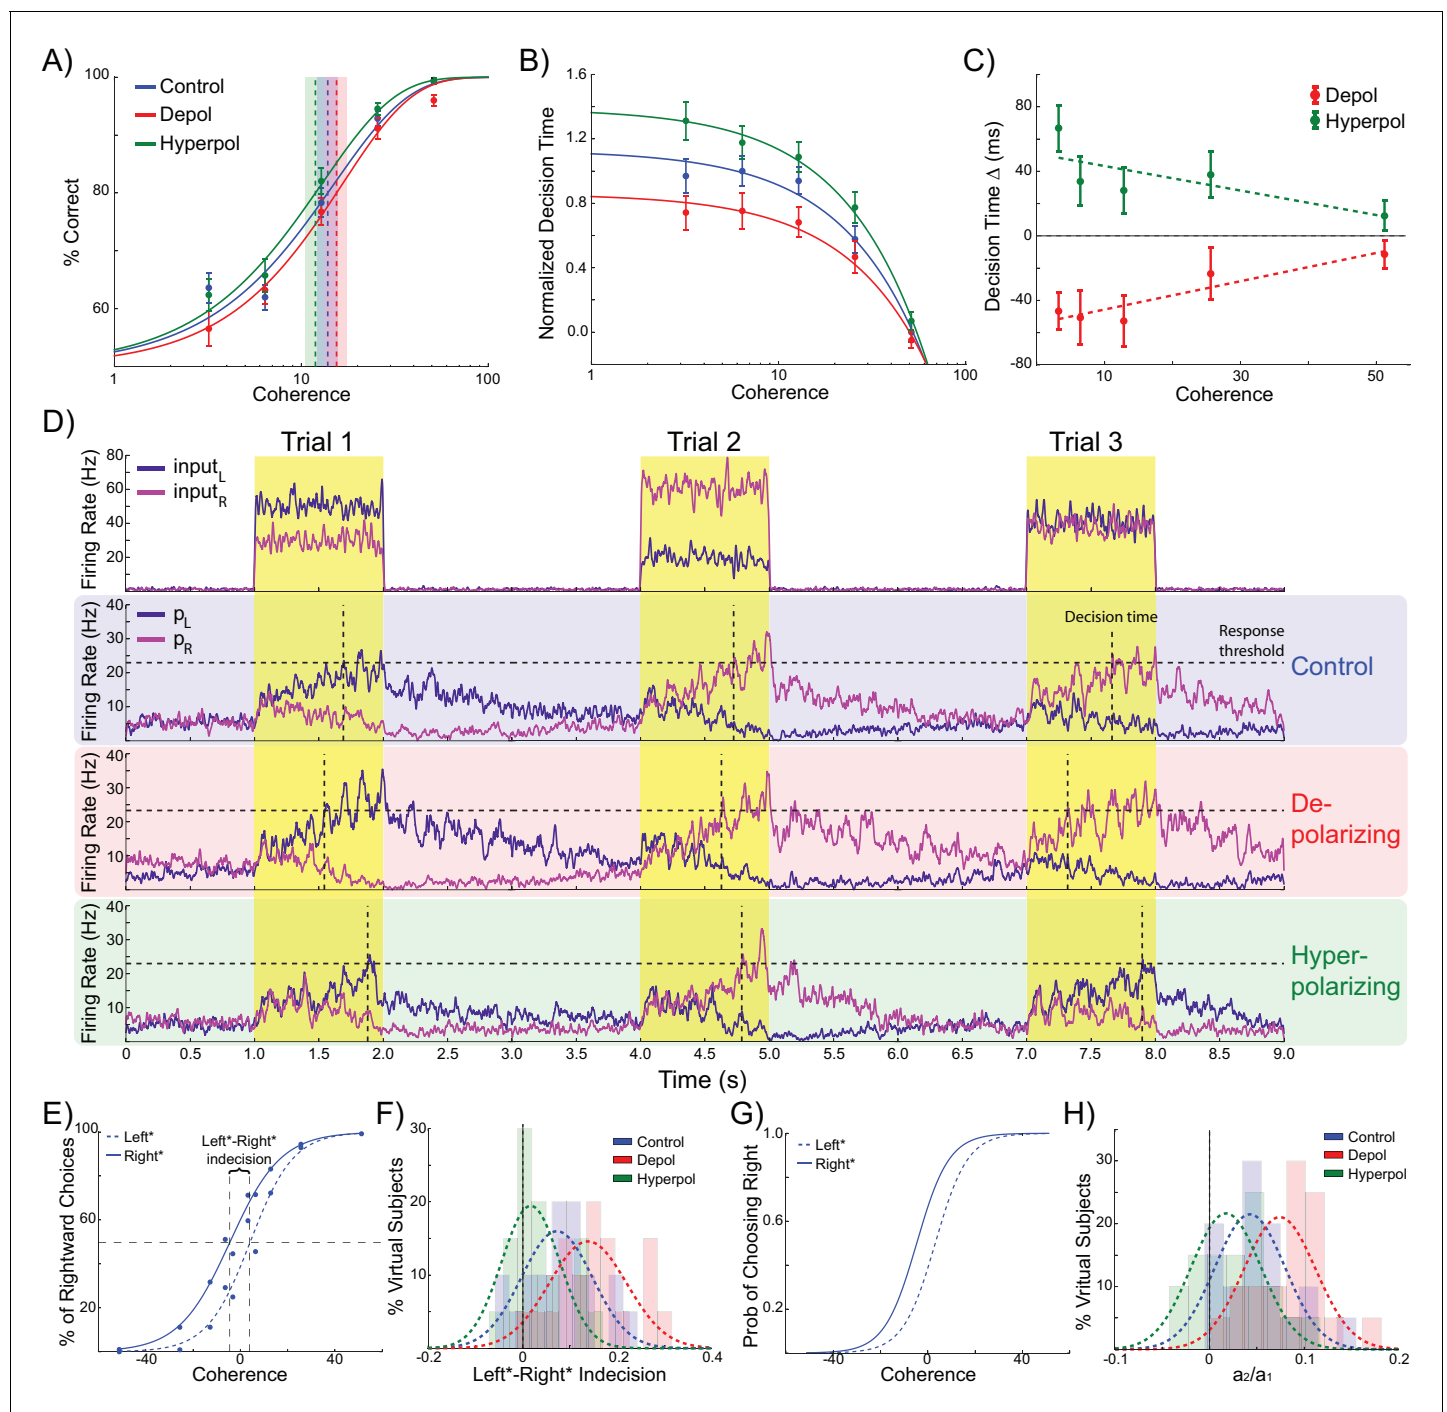 A)
100
80
60
% Correct
Control
Depol
Hyperpol
1
10
100
Coherence
B)
1.6
1.2
0.8
0.4
0.0
Normalized Decision Time
1
10
100
Coherence
C)
80
40
0
-40
-80
Decision Time Δ (ms)
Depol
Hyperpol
10
30
50
Coherence
D)
Trial 1
Trial 2
Trial 3
80
60
40
20
Firing Rate (Hz)
input_L
input_R
40
30
20
10
Firing Rate (Hz)
p_L
p_R
Decision time
Response
threshold
Control
40
30
20
10
Firing Rate (Hz)
De-
polarizing
40
30
20
10
Firing Rate (Hz)
Hyper-
polarizing
0
0.5
1.0
1.5
2.0
2.5
3.0
3.5
4.0
4.5
5.0
5.5
6.0
6.5
7.0
7.5
8.0
8.5
9.0
Time (s)
E)
100
60
20
% of Rightward Choices
Left*
Right*
Left*-Right*
indecision
-40
0
40
Coherence
F)
30
20
10
% Virtual Subjects
Control
Depol
Hyperpol
-0.2
0
0.2
0.4
Left*-Right* Indecision
G)
1.0
0.6
0.2
Prob of Choosing Right
Left*
Right*
-40
0
40
Coherence
H)
30
20
10
0
% Vritual Subjects
Control
Depol
Hyperpol
-0.1
0
0.1
0.2
a₂/a₁